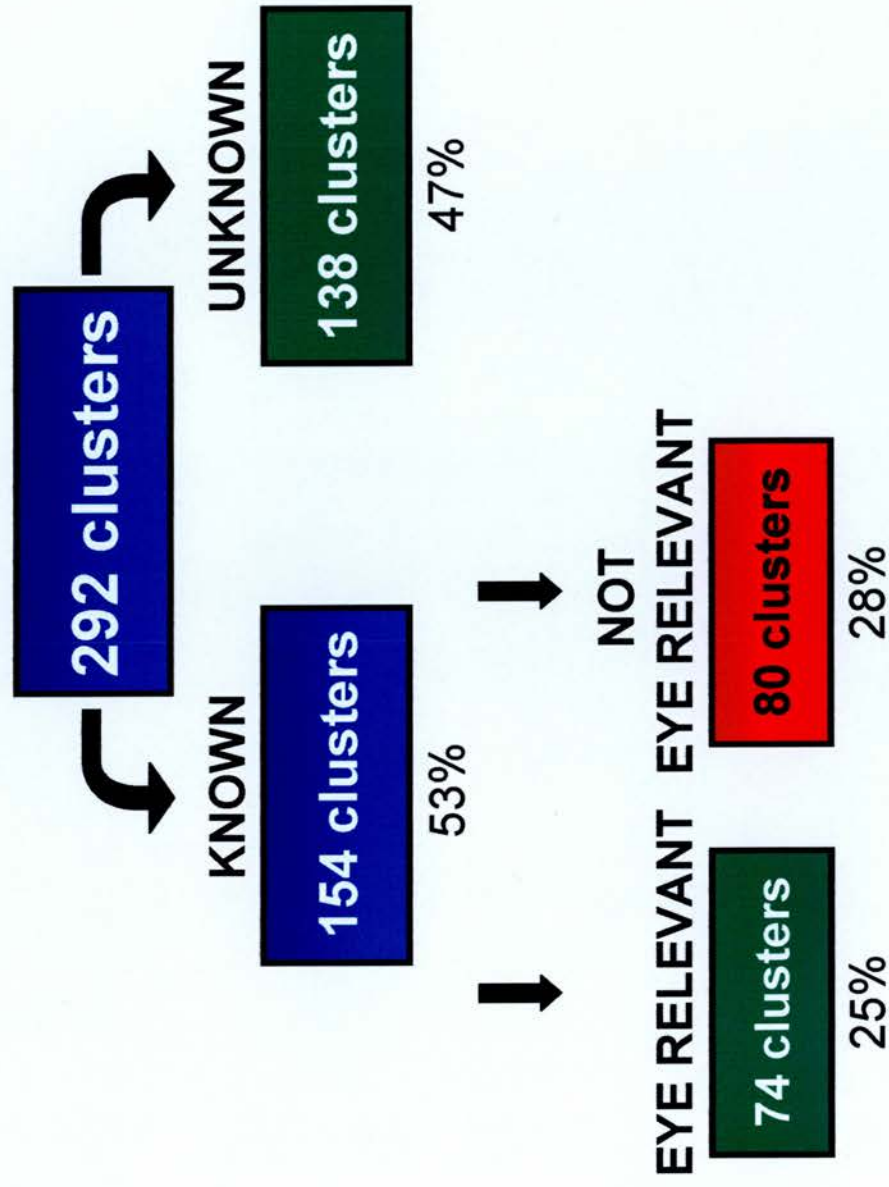 292 clusters
KNOWN
UNKNOWN
154 clusters
138 clusters
53%
47%
EYE RELEVANT
NOT
EYE RELEVANT
74 clusters
80 clusters
25%
28%